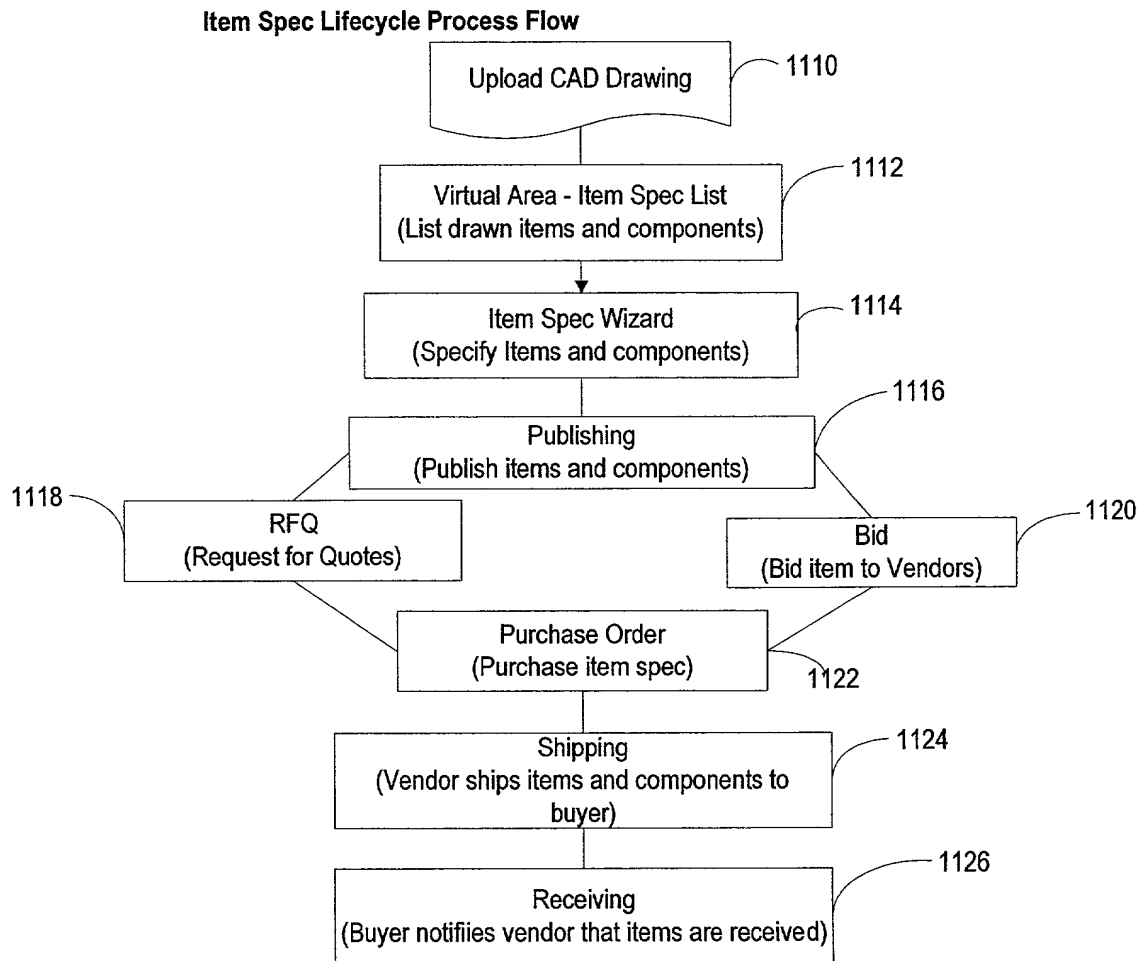 Item Spec Lifecycle Process Flow
Upload CAD Drawing
1110
1112
Virtual Area - Item Spec List
(List drawn items and components)
1114
Item Spec Wizard
(Specify Items and components)
1116
Publishing
(Publish items and components)
1118
RFQ
(Request for Quotes)
1120
Bid
(Bid item to Vendors)
Purchase Order
(Purchase item spec)
1122
Shipping
(Vendor ships items and components to
buyer)
1124
1126
Receiving
(Buyer notifiies vendor that items are received)